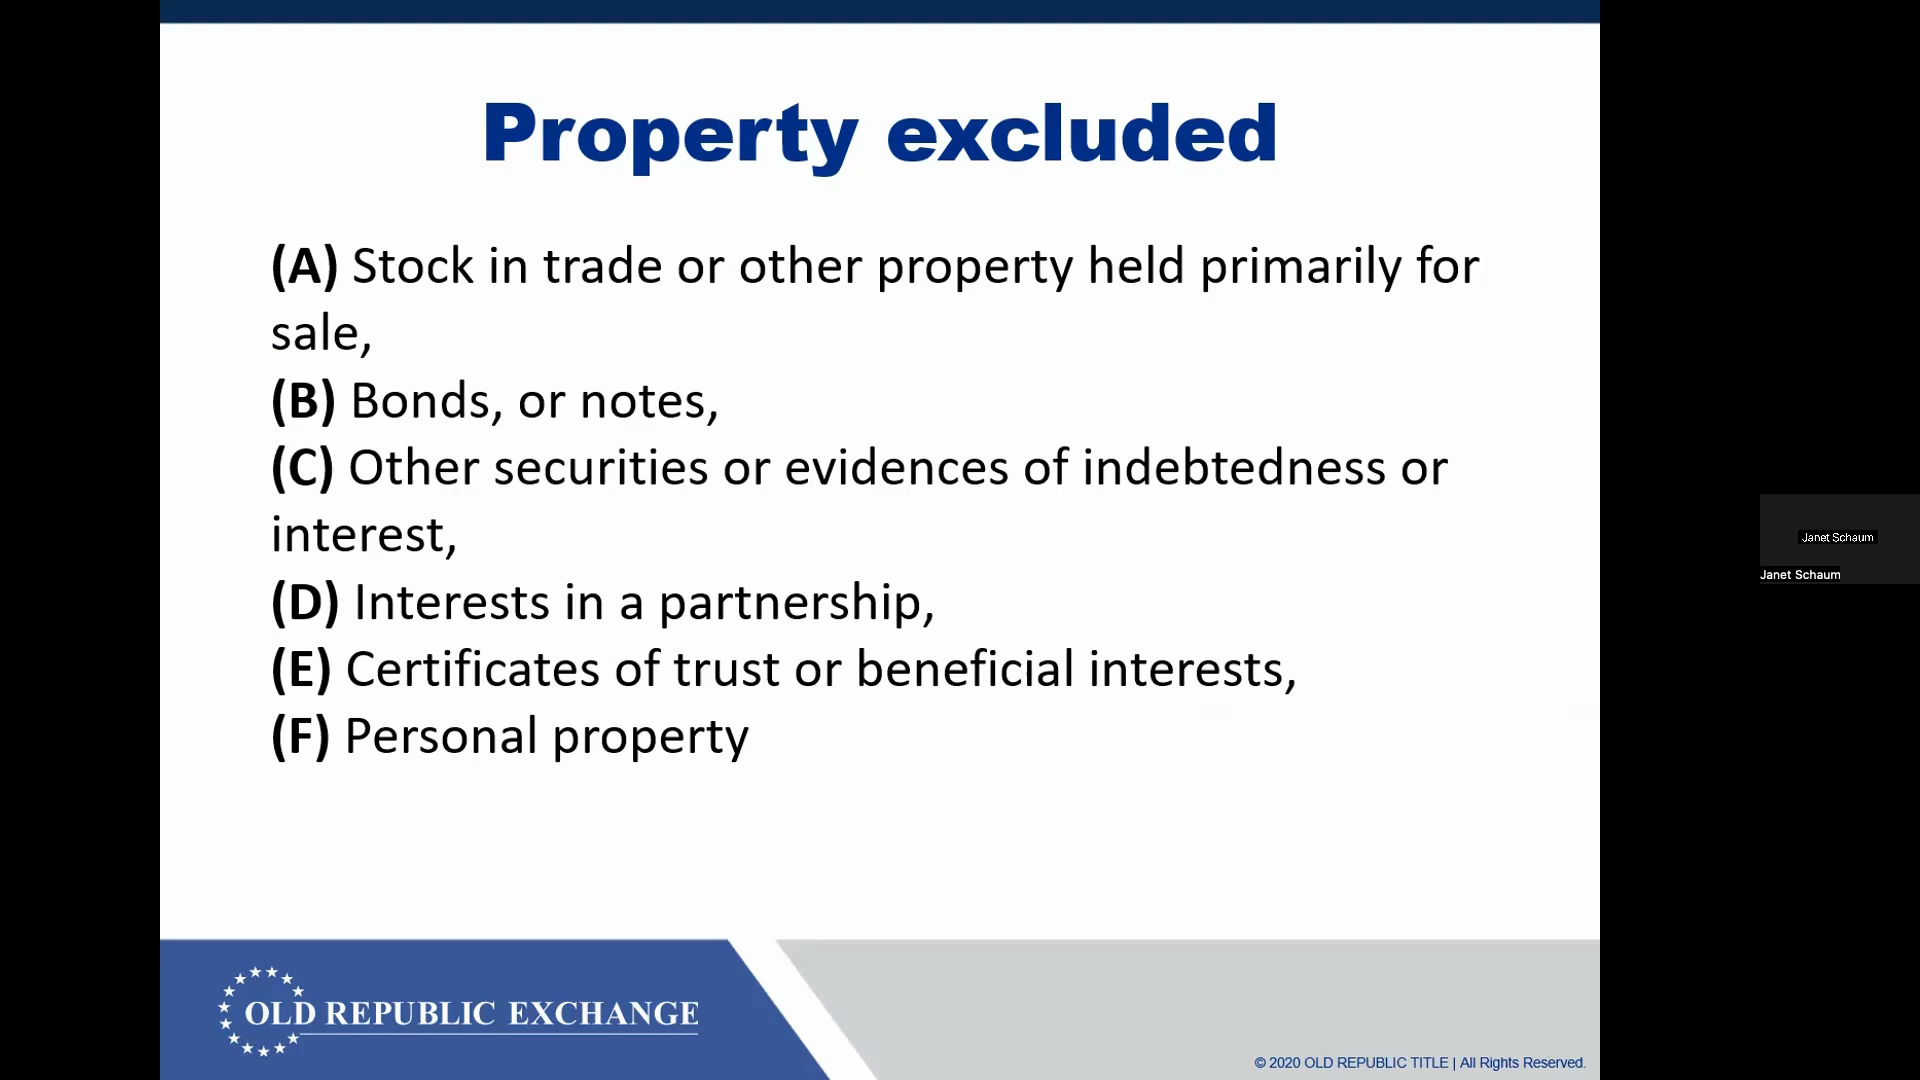 Property excluded
(A) Stock in trade or other property held primarily for
sale,
(B) Bonds, or notes,
(C) Other securities or evidences of indebtedness or
interest,
(D) Interests in a partnership,
(E) Certificates of trust or beneficial interests,
(F) Personal property
Janet Schaum
Janet Schaum
OLD REPUBLIC EXCHANGE
© 2020 OLD REPUBLIC TITLE | All Rights Reserved.